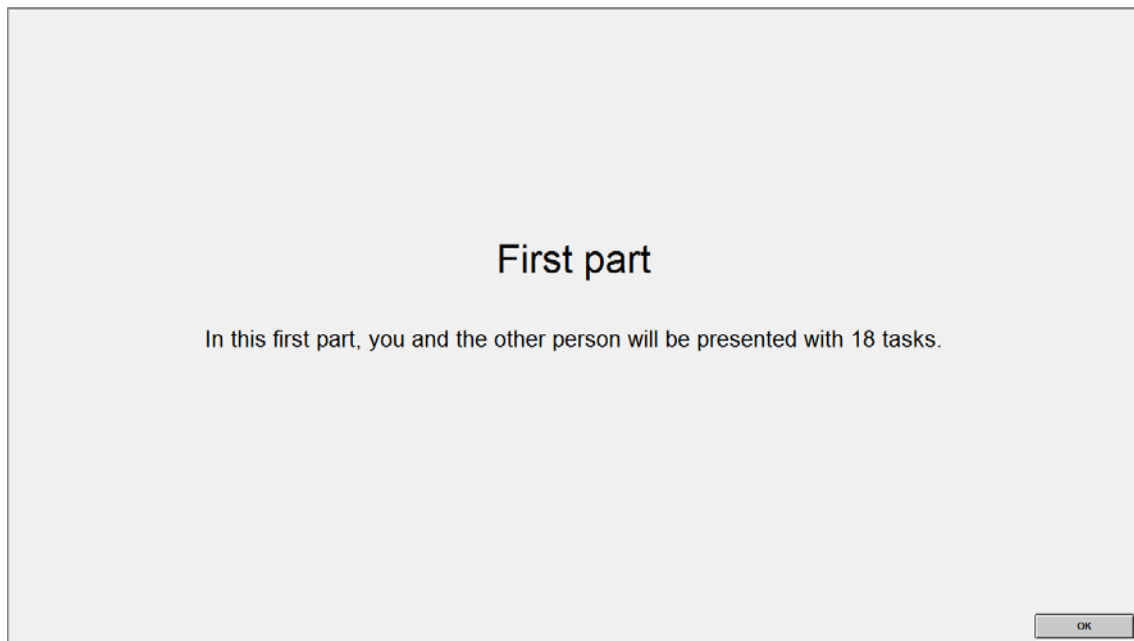 First part
In this first part, you and the other person will be presented with 18 tasks.
OK